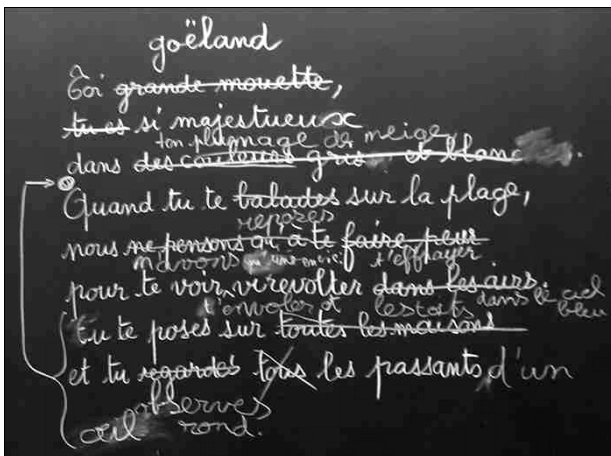 goëland
Toi grande mouette,
tu es si majestueux
ton plumage de neige
dans des couleurs gris et blanc.
Quand tu te balades sur la plage,
reposes
nous ne pensons qu'à te faire peur
n'avons qu'une envie: t'effrayer
pour te voir virevolter dans les airs.
t'envoler et dans le ciel bleu
les toits
tu te poses sur toutes les maisons
et tu regardes tous les passants d'un
observes
œil rond.